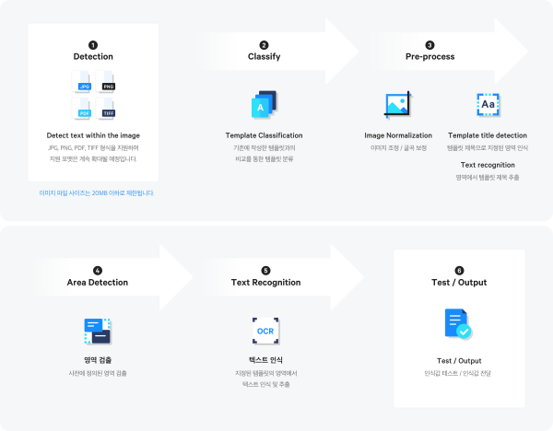 1
Detection
JPG
PNG
PDF
TIFF
Detect text within the image
JPG, PNG, PDF, TIFF 형식을 지원하며
지원 포맷은 계속 확대될 예정입니다.
이미지 파일 사이즈는 20MB 이하로 제한됩니다.
2
Classify
A
Template Classification
기존에 작성한 템플릿과의
비교를 통한 템플릿 분류
3
Pre-process
Image Normalization
이미지 조정 / 굴곡 보정
Aa
Template title detection
템플릿 제목으로 지정한 영역 인식
Text recognition
영역에서 템플릿 제목 추출
4
Area Detection
영역 검출
사전에 정의된 영역 검출
5
Text Recognition
OCR
텍스트 인식
지정된 템플릿의 영역에서
텍스트 인식 및 추출
6
Test / Output
Test / Output
인식값 테스트 / 인식값 전달